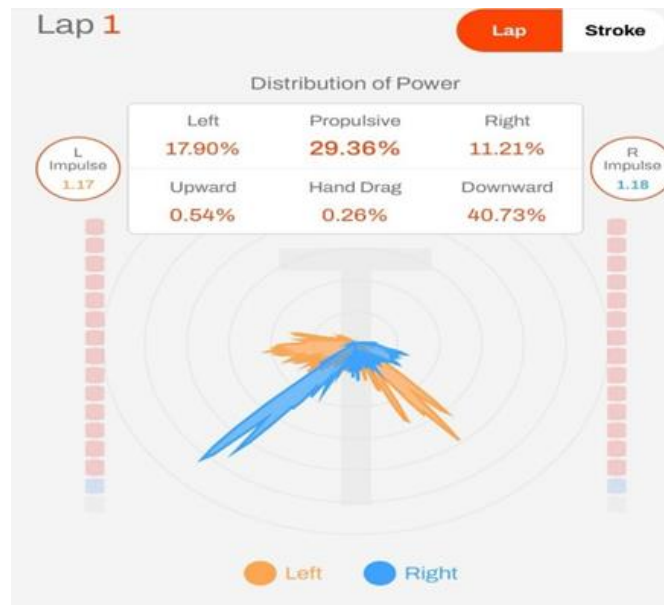 Lap 1
Lap Stroke
Distribution of Power
Left Propulsive Right
17.90% 29.36% 11.21%
L
Impulse
1.17
R
Impulse
1.18
Upward Hand Drag Downward
0.54% 0.26% 40.73%
Left Right